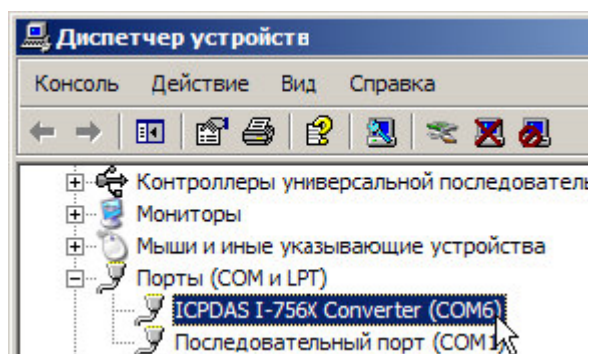 Диспетчер устройств
Консоль Действие Вид Справка
Контроллеры универсальной
Мониторы
Мыши и иные указывающие устройства
Порты (COM и LPT)
ICPDAS I-756X Converter (COM6)
Последовательный порт (COM1